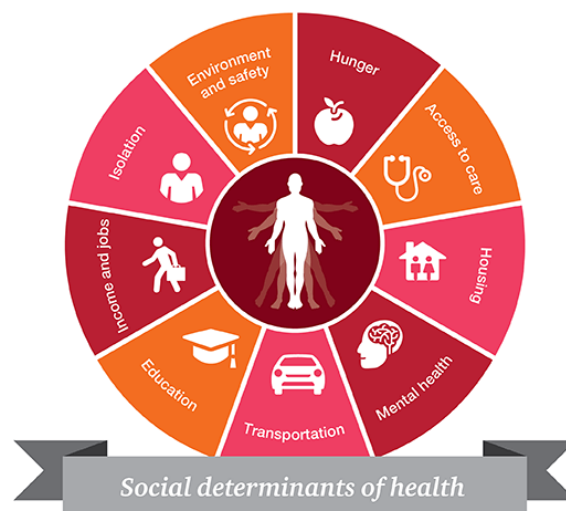 Environment
and safety
Hunger
Access to care
Housing
Mental health
Transportation
Education
Income and jobs
Isolation
Social determinants of health